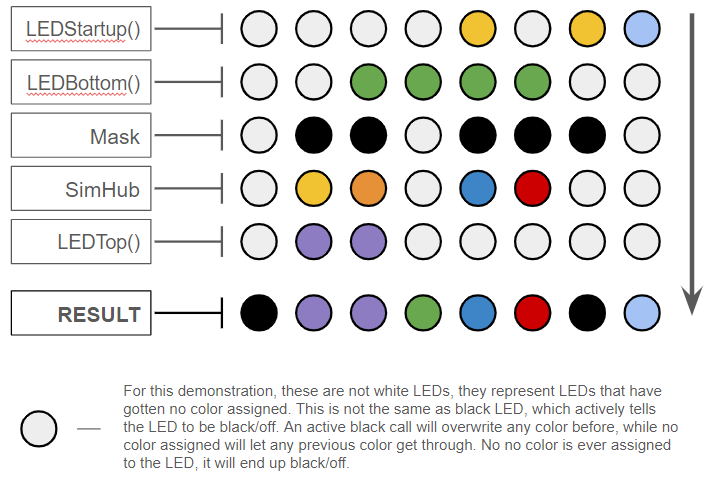 LEDStartup()
LEDBottom()
Mask
SimHub
LEDTop()
RESULT
For this demonstration, these are not white LEDs, they represent LEDs that have
gotten no color assigned. This is not the same as black LED, which actively tells
the LED to be black/off. An active black call will overwrite any color before, while no
color assigned will let any previous color get through. No no color is ever assigned
to the LED, it will end up black/off.